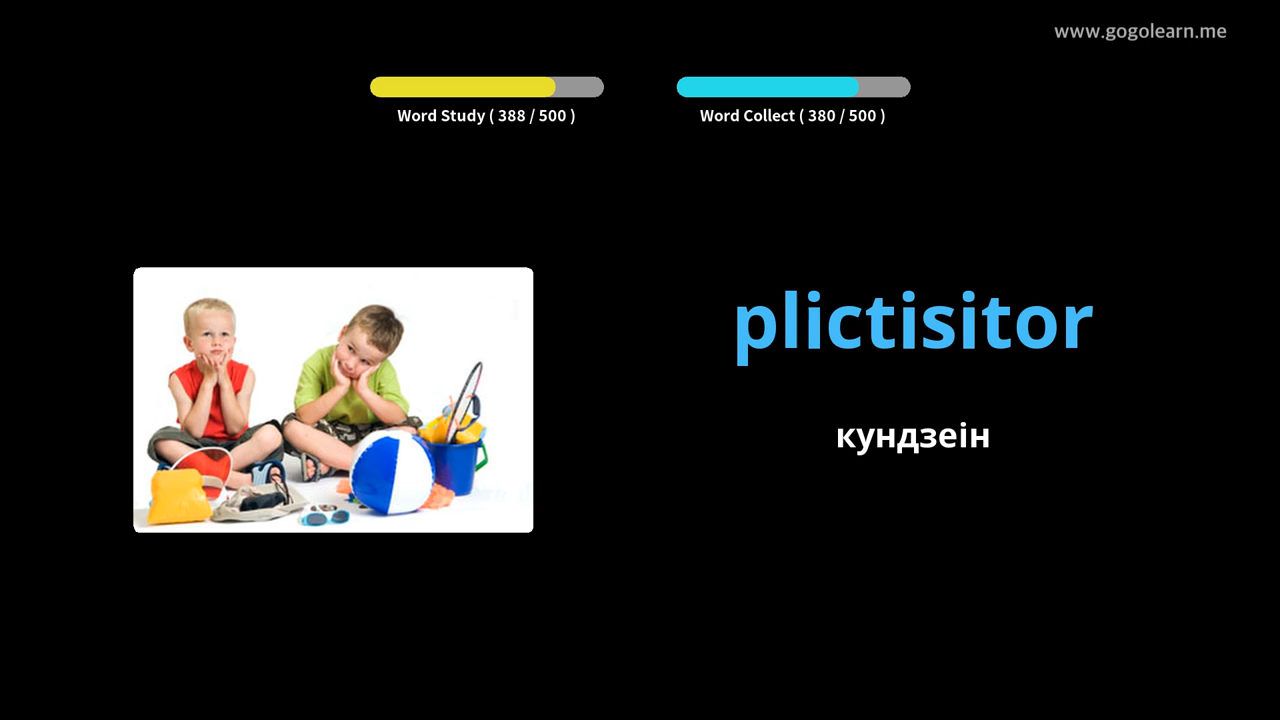 www.gogolearn.me
Word Study ( 388 / 500 )
Word Collect ( 380 / 500 )
plictisitor
кундзеін